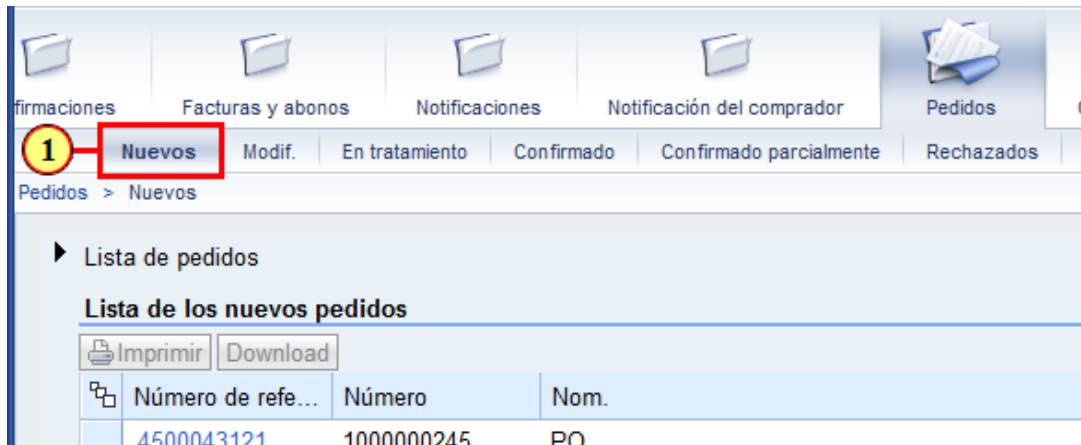 firmaciones Facturas y abonos Notificaciones Notificación del comprador Pedidos
1 Nuevos Modif. En tratamiento Confirmado Confirmado parcialmente Rechazados
Pedidos > Nuevos
Lista de pedidos
Lista de los nuevos pedidos
Imprimir Download
Número de refe... Número Nom.
4500043121 1000000245 PO